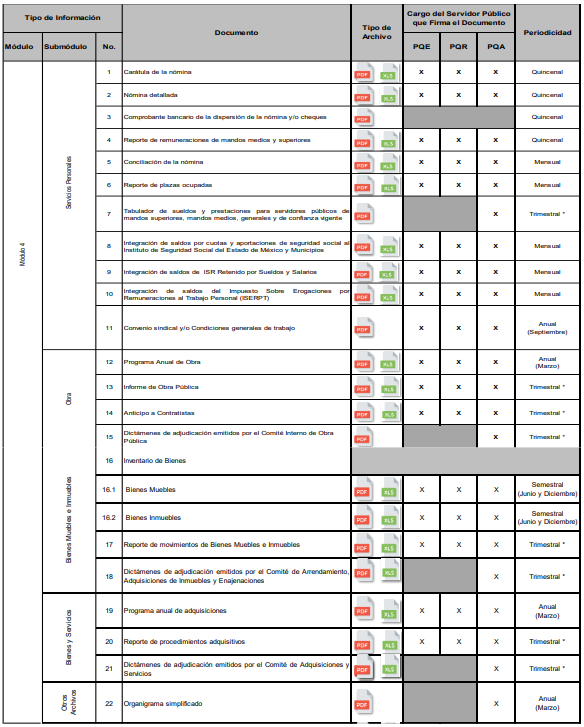 Tipo de Información
Documento
Tipo de
Archivo
Cargo del Servidor Público
que Firma el Documento
Periodicidad
Módulo Submódulo No. PQE PQR PQA
Módulo 4
Servicios Personales
1 Carátula de la nómina PDF XLS X X X Quincenal
2 Nómina detallada PDF XLS X X X Quincenal
3 Comprobante bancario de la dispersión de la nómina y/o cheques PDF Quincenal
4 Reporte de remuneraciones de mandos medios y superiores PDF XLS X X X Quincenal
5 Conciliación de la nómina PDF XLS X X X Mensual
6 Reporte de plazas ocupadas PDF XLS X X X Mensual
7 Tabulador de sueldos y prestaciones para servidores públicos de
mandos superiores, mandos medios, generales y de confianza vigente PDF X Trimestral *
8 Integración de saldos por cuotas y aportaciones de seguridad social al
Instituto de Seguridad Social del Estado de México y Municipios PDF XLS X X X Mensual
9 Integración de saldos de ISR Retenido por Sueldos y Salarios PDF XLS X X X Mensual
10 Integración de saldos del Impuesto Sobre Erogaciones por
Remuneraciones al Trabajo Personal (ISERPT) PDF XLS X X X Mensual
11 Convenio sindical y/o Condiciones generales de trabajo PDF X X X Anual
(Septiembre)
Obra
12 Programa Anual de Obra PDF XLS X X X Anual
(Marzo)
13 Informe de Obra Pública PDF XLS X X X Trimestral *
14 Anticipo a Contratistas PDF XLS X X X Trimestral *
15 Dictámenes de adjudicación emitidos por el Comité Interno de Obra
Pública PDF X Trimestral *
Bienes Muebles e Inmuebles
16 Inventario de Bienes
16.1 Bienes Muebles PDF XLS X X X Semestral
(Junio y Diciembre)
16.2 Bienes Inmuebles PDF XLS X X X Semestral
(Junio y Diciembre)
17 Reporte de movimientos de Bienes Muebles e Inmuebles PDF XLS X X X Trimestral *
18 Dictámenes de adjudicación emitidos por el Comité de Arrendamiento,
Adquisiciones de Inmuebles y Enajenaciones PDF XLS X Trimestral *
Bienes y Servicios
19 Programa anual de adquisiciones PDF XLS X X X Anual
(Marzo)
20 Reporte de procedimientos adquisitivos PDF XLS X X X Trimestral *
21 Dictámenes de adjudicación emitidos por el Comité de Adquisiciones y
Servicios PDF XLS X Trimestral *
Otros
Archivos
22 Organigrama simplificado PDF X Anual
(Marzo)